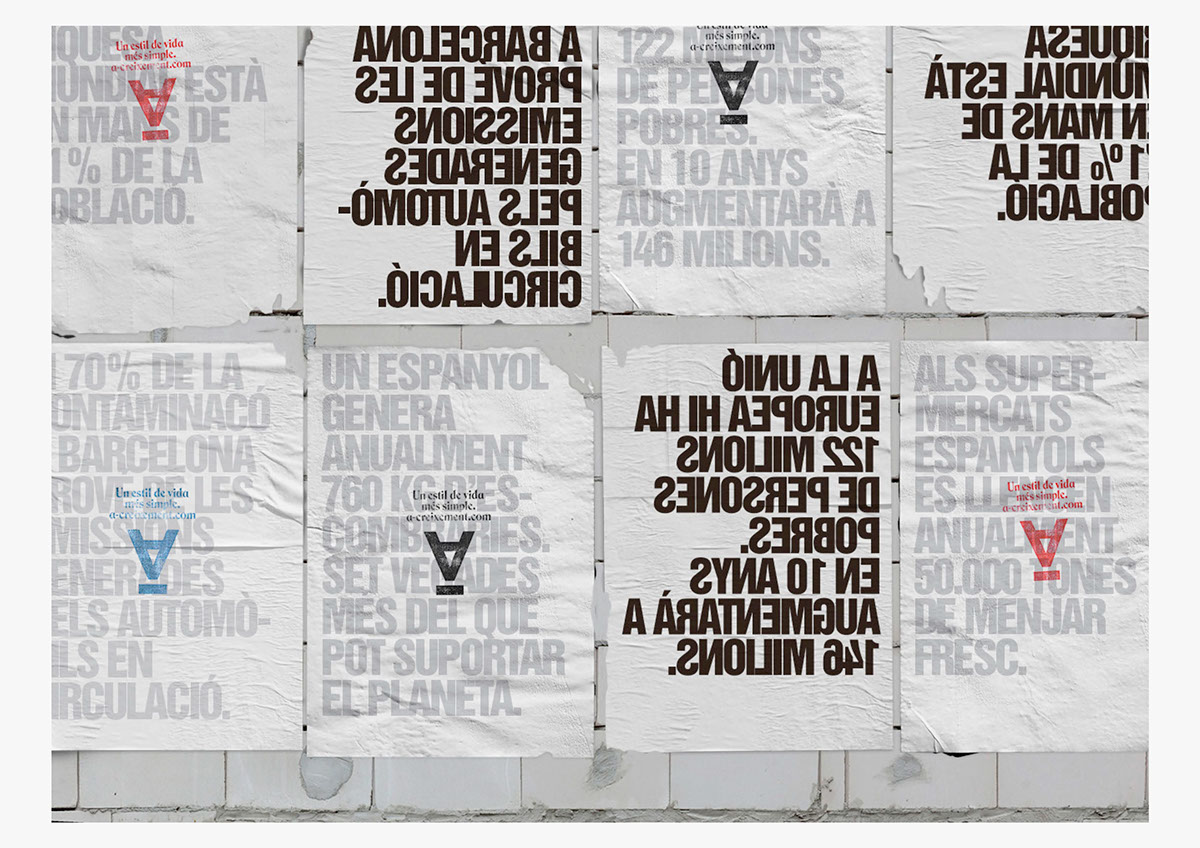 Un estil de vida
més simple.
a-creixement.com
A
IQUESA
UNDIAL ESTÀ
N MANS DE
1% DE LA
OBLACIÓ.
A BARCELONA
PROVÉ DE LES
EMISSIONS
GENERADES
PELS AUTOMÒ-
BILS EN
CIRCULACIÓ.
Un estil de vida
més simple.
a-creixement.com
A
122 MILIONS
DE PERSONES
POBRES.
EN 10 ANYS
AUGMENTARÀ A
146 MILIONS.
RIQUESA
MUNDIAL ESTÀ
EN MANS DE
1% DE LA
POBLACIÓ.
70% DE LA
ONTAMINACÓ
BARCELONA
ROVÉ DE LES
MISSIONS
ENERADES
ELS AUTOMÒ-
ILS EN
IRCULACIÓ.
Un estil de vida
més simple.
a-creixement.com
A
UN ESPANYOL
GENERA
ANUALMENT
460 KG D'ES-
COMBRARIES.
SET VEGADES
MÉS DEL QUE
POT SUPORTAR
EL PLANETA.
Un estil de vida
més simple.
a-creixement.com
A
A LA UNIÓ
EUROPEA HI HA
122 MILIONS
DE PERSONES
POBRES.
EN 10 ANYS
AUGMENTARÀ A
146 MILIONS.
ALS SUPER-
MERCATS
ESPANYOLS
ES LLENCEN
ANUALMENT
50.000 TONES
DE MENJAR
FRESC.
Un estil de vida
més simple.
a-creixement.com
A